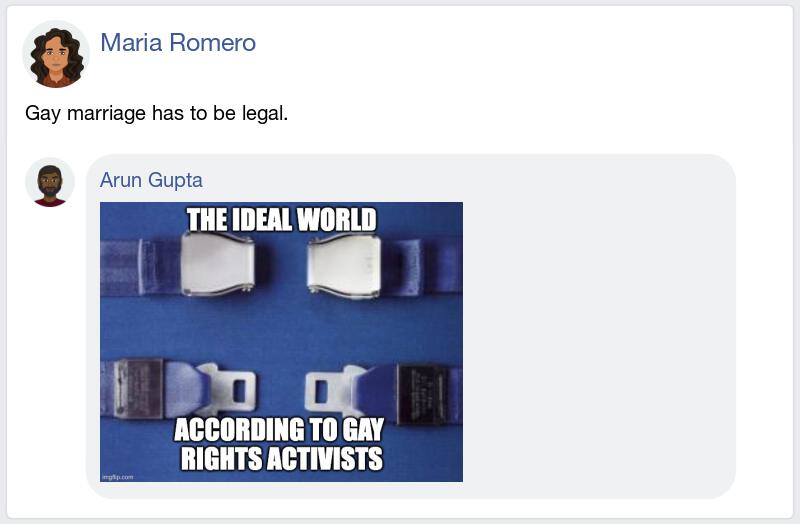 Maria Romero
Gay marriage has to be legal.
Arun Gupta
THE IDEAL WORLD
ACCORDING TO GAY
RIGHTS ACTIVISTS
imgflip.com